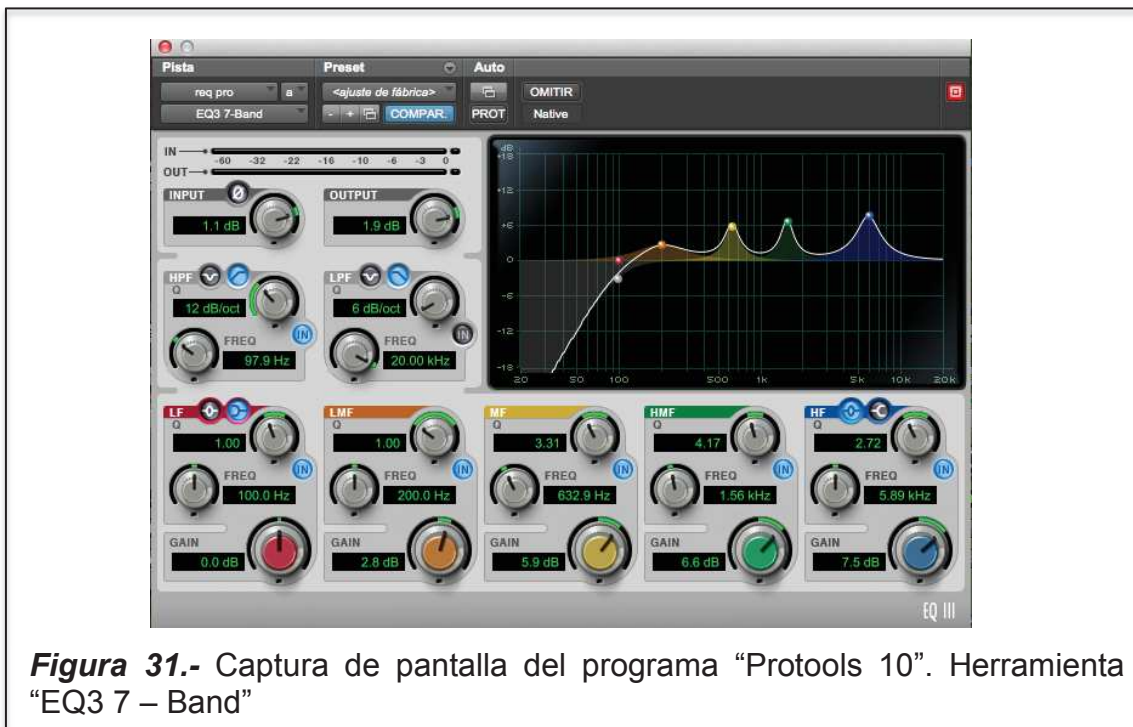 Pista Preset Auto
req pro a <ajuste de fábrica>
EQ3 7-Band - + COMPAR. PROT
OMITIR
Native
IN
-60 -32 -22 -16 -10 -6 -3 0
OUT
INPUT Ø OUTPUT
1.1 dB 1.9 dB
HPF LPF
Q Q
12 dB/oct 6 dB/oct
IN IN
FREQ FREQ
97.9 Hz 20.00 kHz
dB
+18
+12
+6
0
-6
-12
-18
20 50 100 500 1k 5k 10k 20k
LF LMF MF HMF HF
Q Q Q Q Q
1.00 1.00 3.31 4.17 2.72
IN IN IN IN IN
FREQ FREQ FREQ FREQ FREQ
100.0 Hz 200.0 Hz 632.9 Hz 1.56 kHz 5.89 kHz
GAIN GAIN GAIN GAIN GAIN
0.0 dB 2.8 dB 5.9 dB 6.6 dB 7.5 dB
EQ III
Figura 31.- Captura de pantalla del programa “Protools 10”. Herramienta
“EQ3 7 – Band”